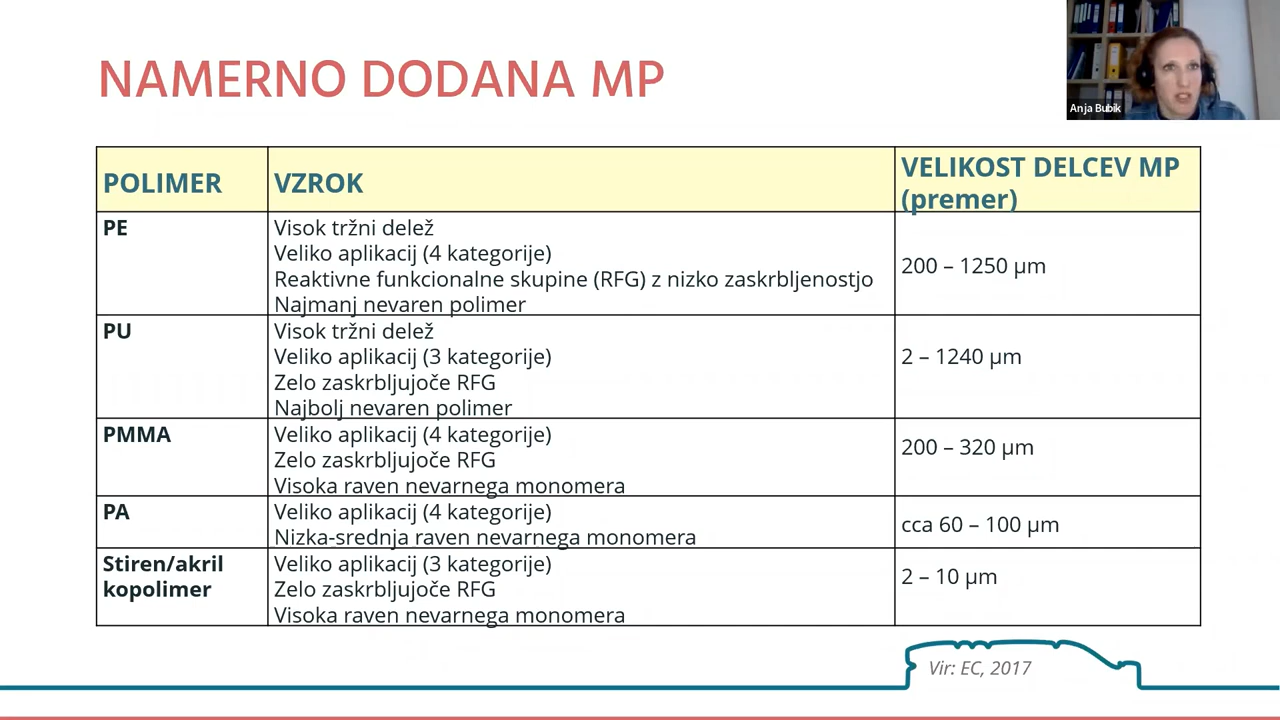 NAMERNO DODANA MP
Anja Bubik
POLIMER
VZROK
VELIKOST DELCEV MP
(premer)
PE
Visok tržni delež
Veliko aplikacij (4 kategorije)
Reaktivne funkcionalne skupine (RFG) z nizko zaskrbljenostjo
Najmanj nevaren polimer
200 – 1250 µm
PU
Visok tržni delež
Veliko aplikacij (3 kategorije)
Zelo zaskrbljujoče RFG
Najbolj nevaren polimer
2 – 1240 µm
PMMA
Veliko aplikacij (4 kategorije)
Zelo zaskrbljujoče RFG
Visoka raven nevarnega monomera
200 – 320 µm
PA
Veliko aplikacij (4 kategorije)
Nizka-srednja raven nevarnega monomera
cca 60 – 100 µm
Stiren/akril
kopolimer
Veliko aplikacij (3 kategorije)
Zelo zaskrbljujoče RFG
Visoka raven nevarnega monomera
2 – 10 µm
Vir: EC, 2017